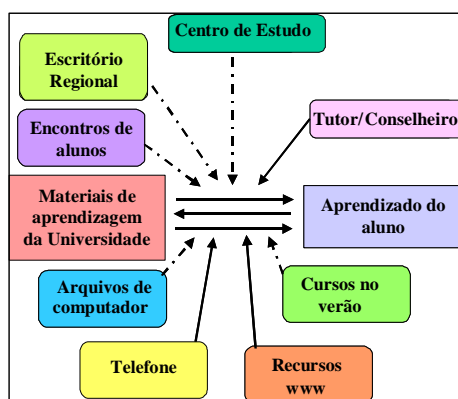 Centro de Estudo
Escritório
Regional
Encontros de
alunos
Tutor/Conselheiro
Materiais de
aprendizagem
da Universidade
Aprendizado do
aluno
Arquivos de
computador
Cursos no
verão
Telefone
Recursos
www